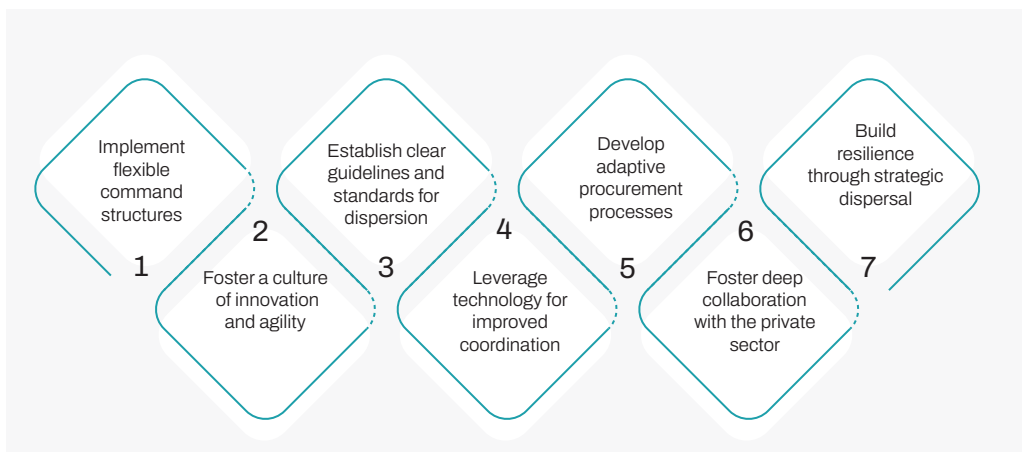 Implement
flexible
command
structures
1
2
Foster a culture
of innovation
and agility
Establish clear
guidelines and
standards for
dispersion
3
4
Leverage
technology for
improved
coordination
Develop
adaptive
procurement
processes
5
6
Foster deep
collaboration
with the private
sector
Build
resilience
through strategic
dispersal
7